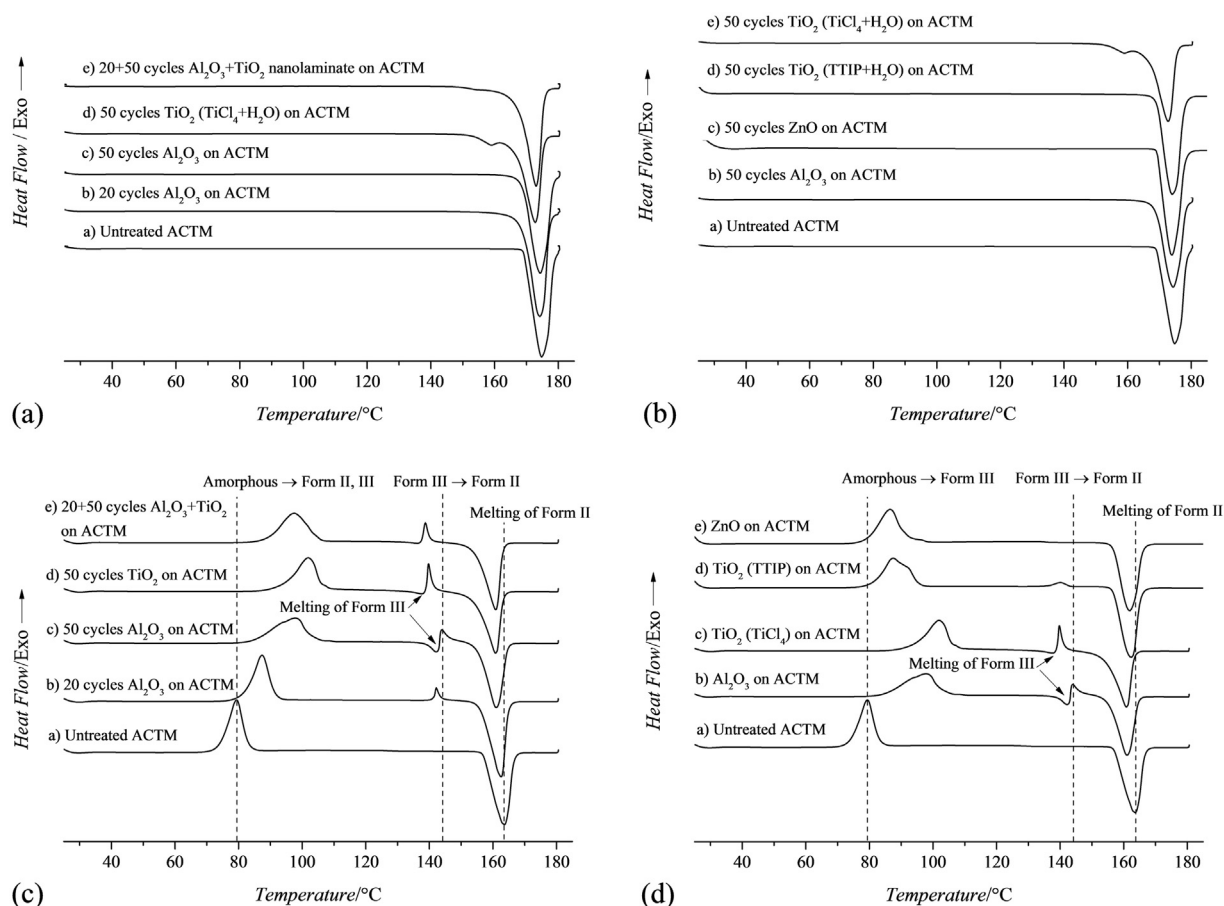 e) 20+50 cycles Al₂O₃+TiO₂ nanolaminate on ACTM
d) 50 cycles TiO₂ (TiCl₄+H₂O) on ACTM
c) 50 cycles Al₂O₃ on ACTM
b) 20 cycles Al₂O₃ on ACTM
a) Untreated ACTM
Heat Flow / Exo →
40 60 80 100 120 140 160 180
Temperature/°C
(a)
e) 50 cycles TiO₂ (TiCl₄+H₂O) on ACTM
d) 50 cycles TiO₂ (TTIP+H₂O) on ACTM
c) 50 cycles ZnO on ACTM
b) 50 cycles Al₂O₃ on ACTM
a) Untreated ACTM
Heat Flow/Exo →
40 60 80 100 120 140 160 180
Temperature/°C
(b)
Amorphous → Form II, III Form III → Form II
Melting of Form II
e) 20+50 cycles Al₂O₃+TiO₂
on ACTM
d) 50 cycles TiO₂ on ACTM
Melting of Form III
c) 50 cycles Al₂O₃ on ACTM
b) 20 cycles Al₂O₃ on ACTM
a) Untreated ACTM
Heat Flow/Exo →
40 60 80 100 120 140 160 180
Temperature/°C
(c)
Amorphous → Form III Form III → Form II
Melting of Form II
e) ZnO on ACTM
d) TiO₂ (TTIP) on ACTM
c) TiO₂ (TiCl₄) on ACTM
Melting of Form III
b) Al₂O₃ on ACTM
a) Untreated ACTM
Heat Flow/Exo →
40 60 80 100 120 140 160 180
Temperature/°C
(d)